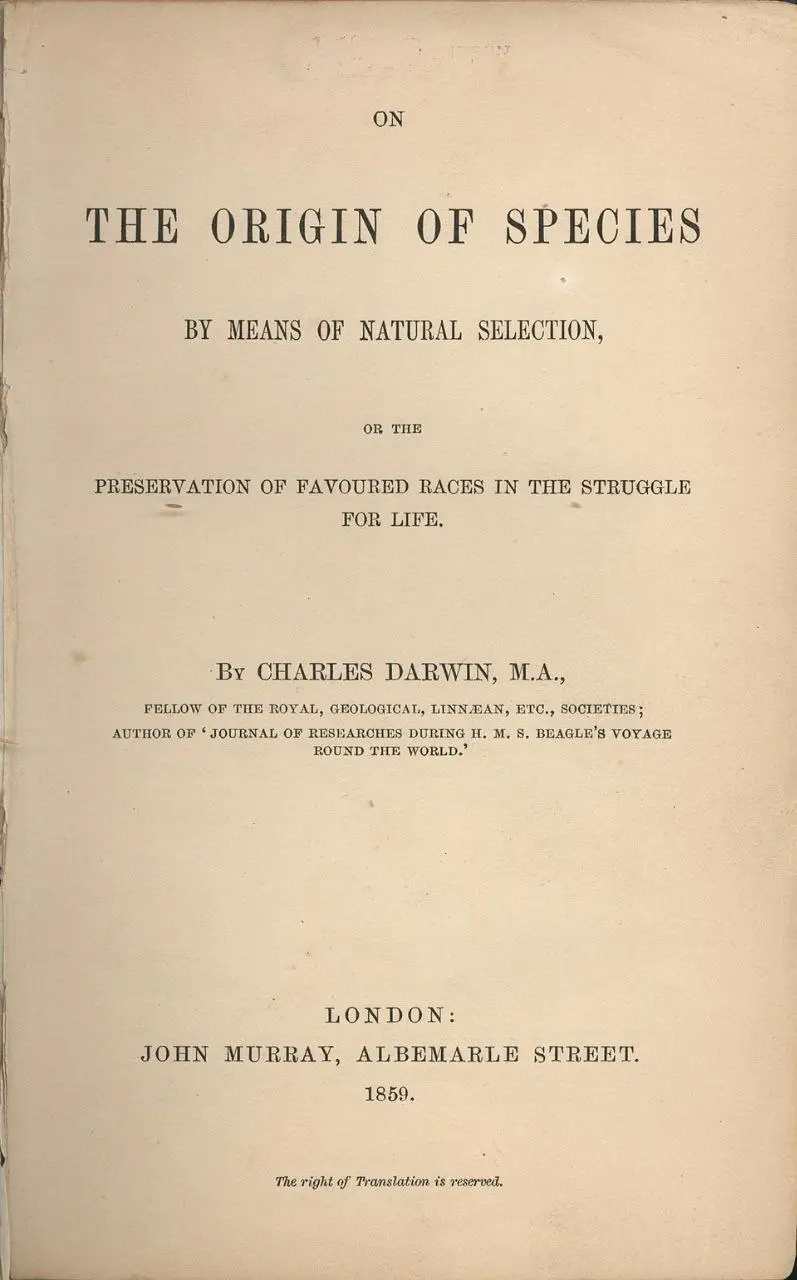 ON
THE ORIGIN OF SPECIES
BY MEANS OF NATURAL SELECTION,
OR THE
PRESERVATION OF FAVOURED RACES IN THE STRUGGLE
FOR LIFE.
By CHARLES DARWIN, M.A.,
FELLOW OF THE ROYAL, GEOLOGICAL, LINNÆAN, ETC., SOCIETIES;
AUTHOR OF ‘JOURNAL OF RESEARCHES DURING H. M. S. BEAGLE'S VOYAGE
ROUND THE WORLD.’
LONDON:
JOHN MURRAY, ALBEMARLE STREET.
1859.
The right of Translation is reserved.